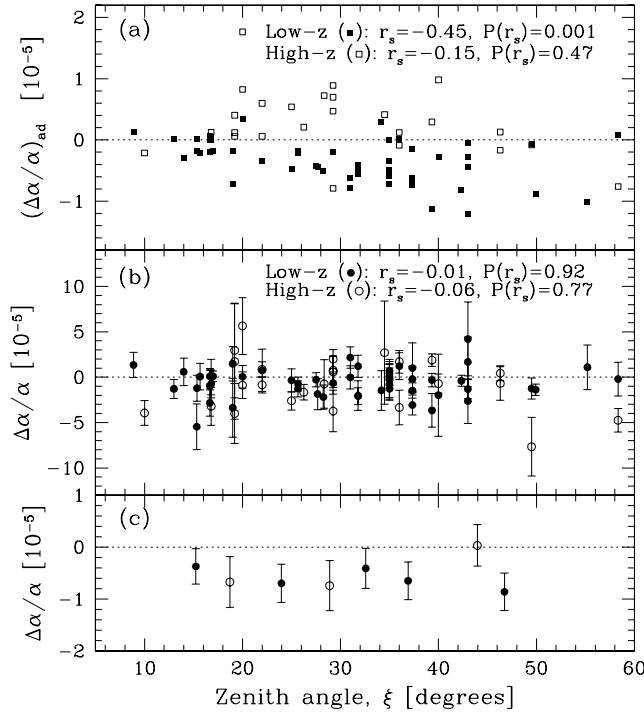 (a)
Low-z (■): r_s=−0.45, P(r_s)=0.001
High-z (□): r_s=−0.15, P(r_s)=0.47
(Δα/α)_ad [10⁻⁵]
2
1
0
−1
(b)
Low-z (●): r_s=−0.01, P(r_s)=0.92
High-z (○): r_s=−0.06, P(r_s)=0.77
Δα/α [10⁻⁵]
10
5
0
−5
−10
(c)
Δα/α [10⁻⁵]
1
0
−1
−2
10 20 30 40 50 60
Zenith angle, ξ [degrees]